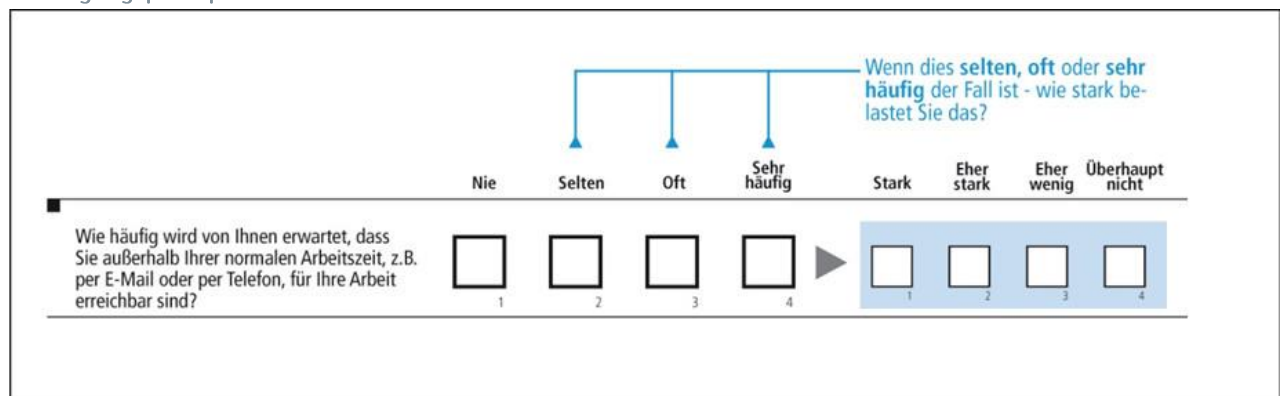 Wenn dies selten, oft oder sehr
häufig der Fall ist - wie stark be-
lastet Sie das?
Nie Selten Oft Sehr häufig Stark Eher stark Eher wenig Überhaupt nicht
Wie häufig wird von Ihnen erwartet, dass
Sie außerhalb Ihrer normalen Arbeitszeit, z.B.
per E-Mail oder per Telefon, für Ihre Arbeit
erreichbar sind?
1 2 3 4 1 2 3 4